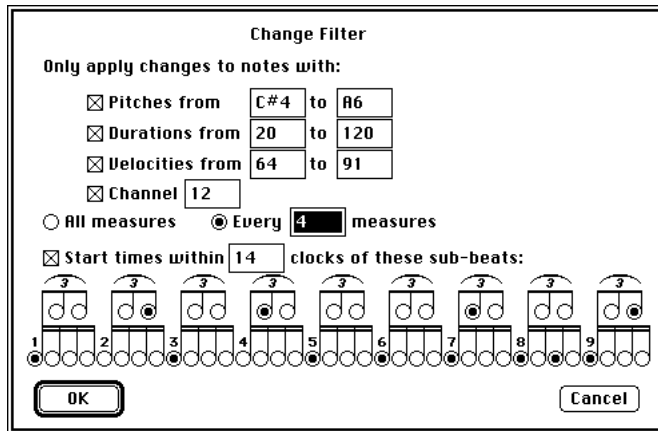 Change Filter
Only apply changes to notes with:
Pitches from C#4 to A6
Durations from 20 to 120
Velocities from 64 to 91
Channel 12
All measures Every 4 measures
Start times within 14 clocks of these sub-beats:
3 3 3 3 3 3 3 3 3
1 2 3 4 5 6 7 8 9
OK Cancel